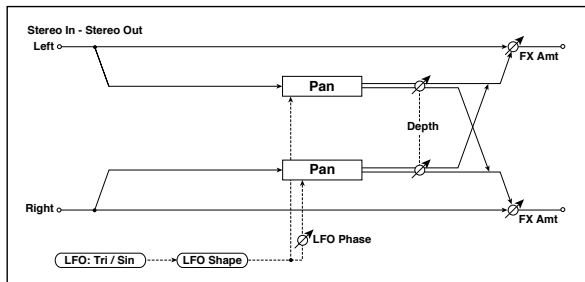 Stereo In - Stereo Out
Left
FX Amt
Pan
Depth
Pan
Right
FX Amt
LFO Phase
LFO: Tri / Sin
LFO Shape